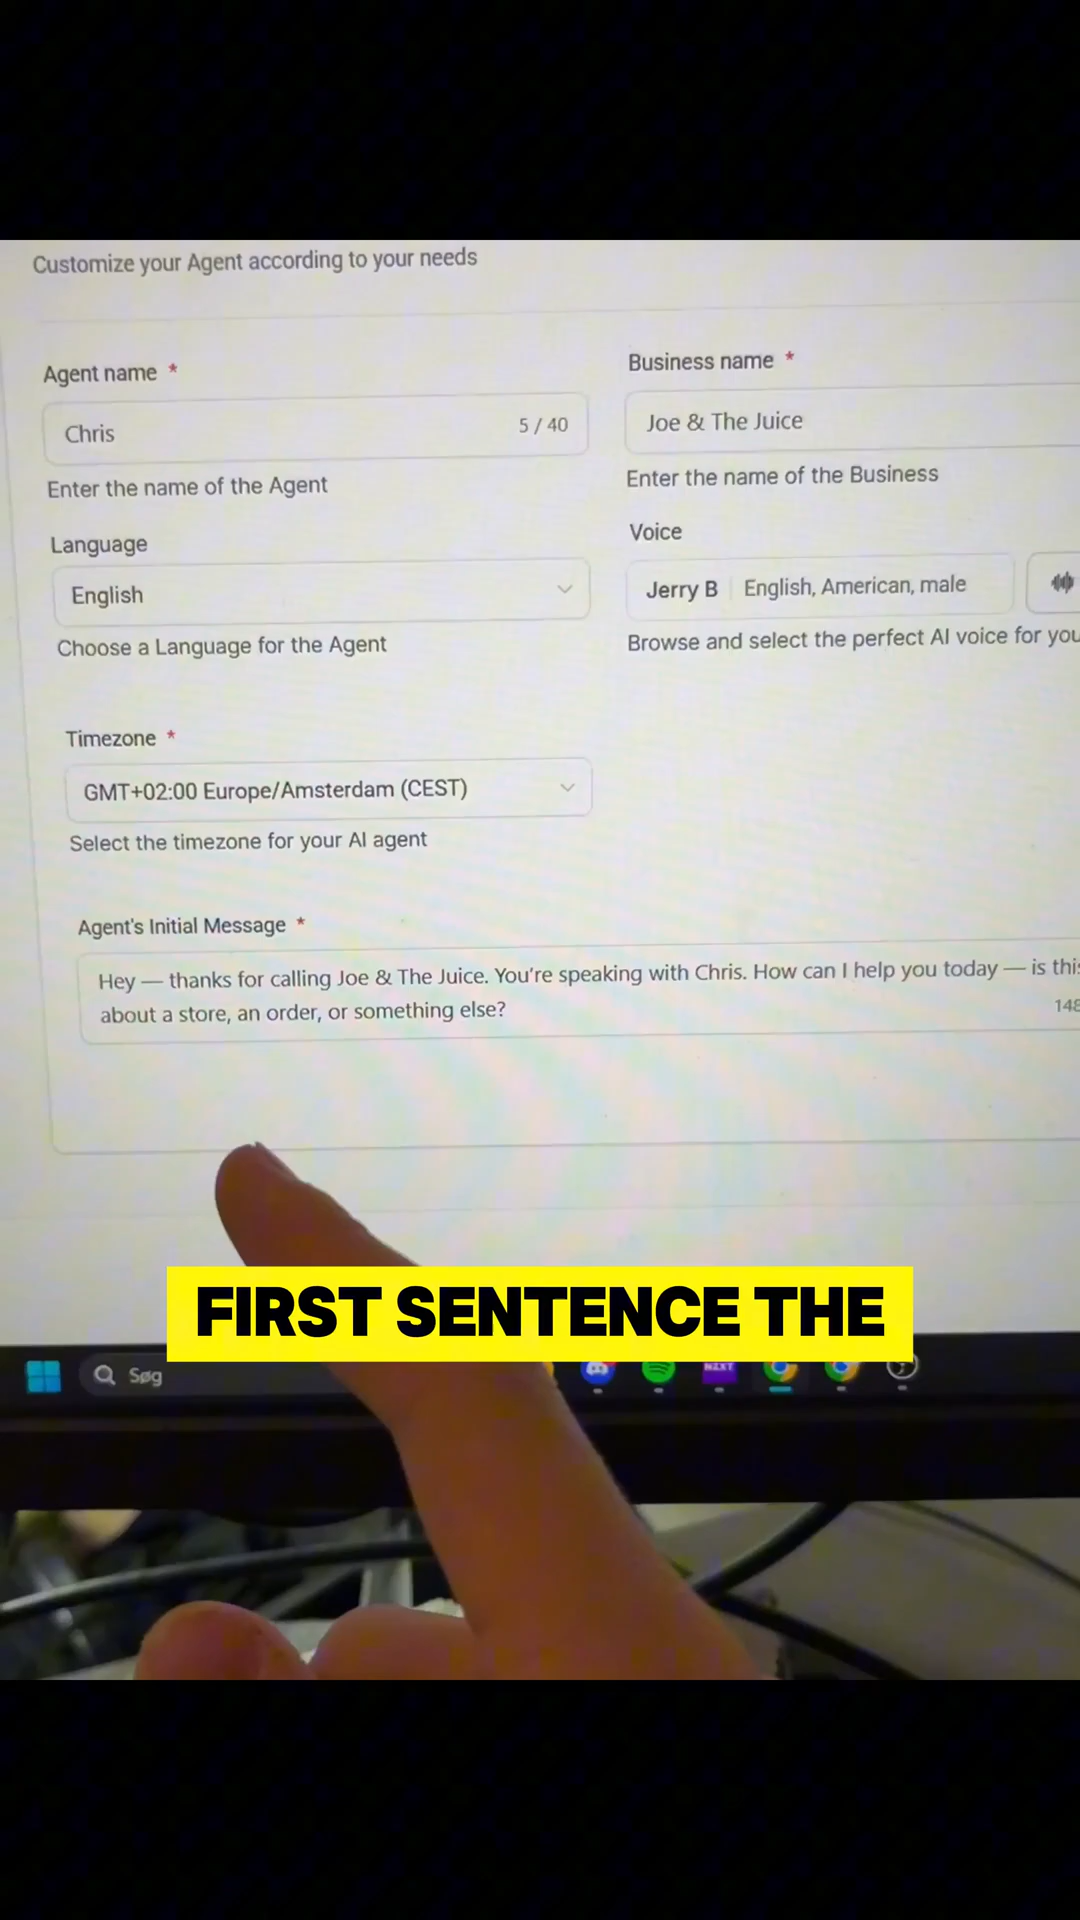 Customize your Agent according to your needs
Agent name *
Business name *
Chris
5 / 40
Joe & The Juice
Enter the name of the Agent
Enter the name of the Business
Language
Voice
English
Jerry B
English, American, male
Choose a Language for the Agent
Browse and select the perfect AI voice for you
Timezone *
GMT+02:00 Europe/Amsterdam (CEST)
Select the timezone for your AI agent
Agent's Initial Message *
Hey — thanks for calling Joe & The Juice. You're speaking with Chris. How can I help you today — is this
about a store, an order, or something else?
148
FIRST SENTENCE THE
Søg
NEXT